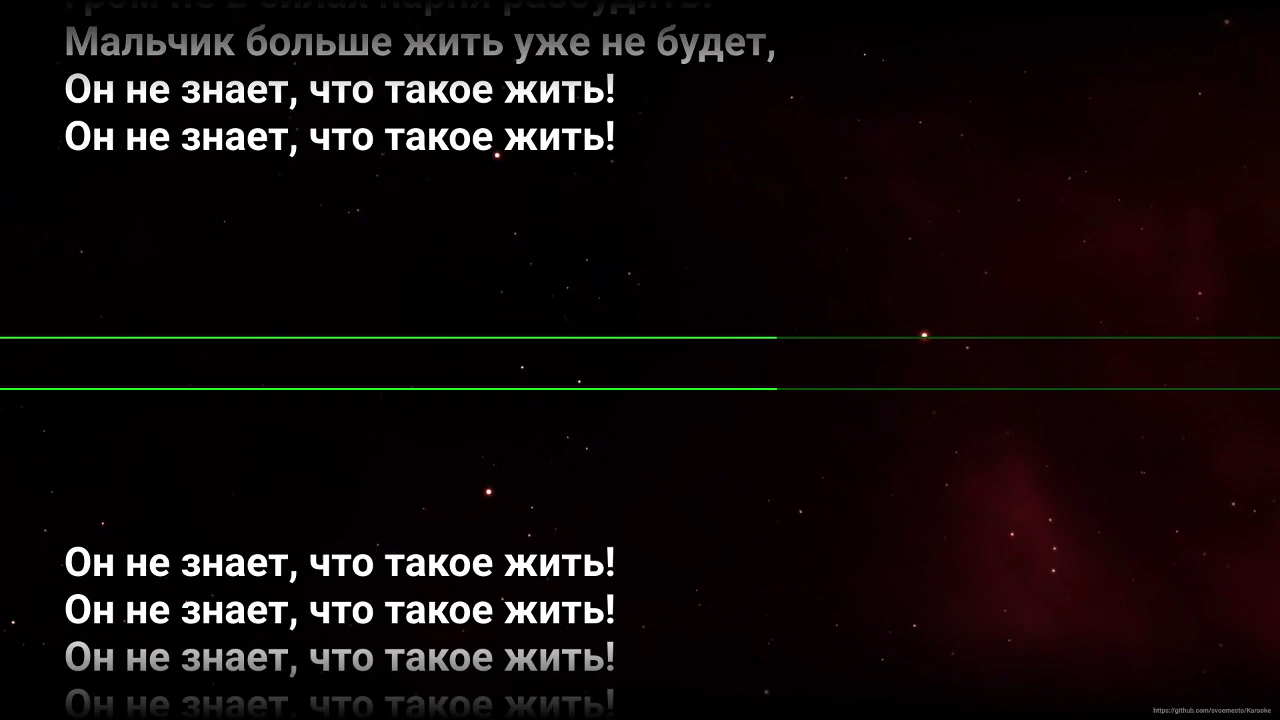 Гром не в силах парня разбудить!
Мальчик больше жить уже не будет,
Он не знает, что такое жить!
Он не знает, что такое жить!
Он не знает, что такое жить!
Он не знает, что такое жить!
Он не знает, что такое жить!
Он не знает, что такое жить!
https://github.com/svoemesto/Karaoke